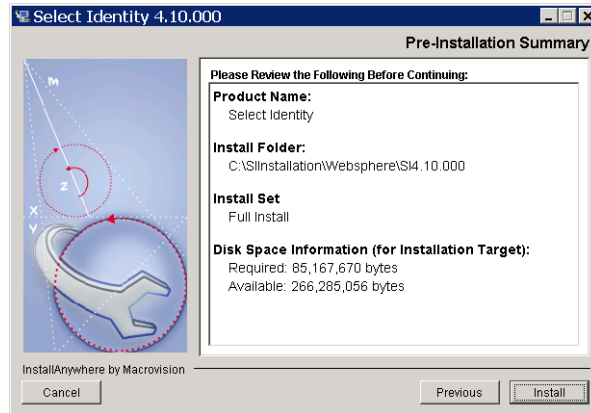 Select Identity 4.10.000
Pre-Installation Summary
M
Z
X
Y
Please Review the Following Before Continuing:
Product Name:
Select Identity
Install Folder:
C:\SIInstallation\Websphere\SI4.10.000
Install Set
Full Install
Disk Space Information (for Installation Target):
Required: 85,167,670 bytes
Available: 266,285,056 bytes
InstallAnywhere by Macrovision
Cancel
Previous
Install